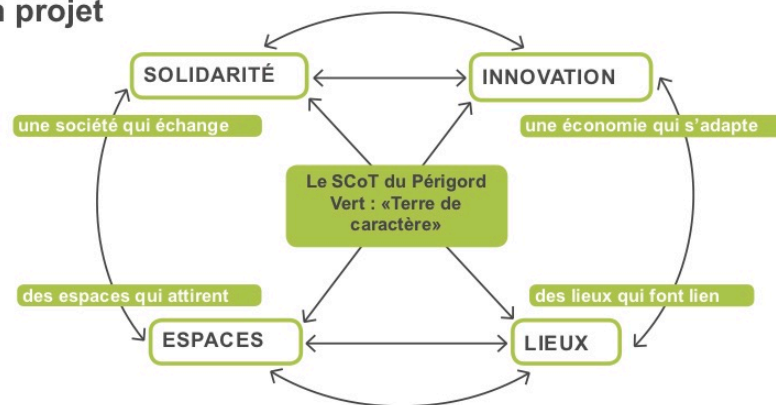 projet
SOLIDARITÉ
INNOVATION
une société qui échange
une économie qui s'adapte
Le SCoT du Périgord
Vert : «Terre de
caractère»
des espaces qui attirent
des lieux qui font lien
ESPACES
LIEUX